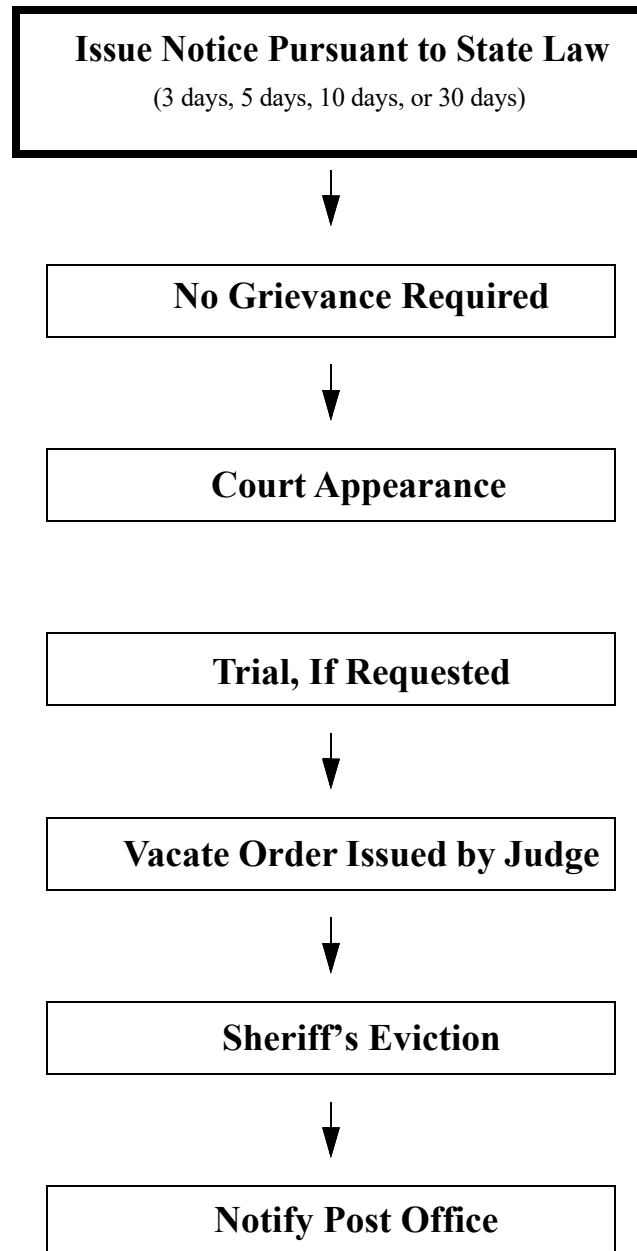 Issue Notice Pursuant to State Law
(3 days, 5 days, 10 days, or 30 days)
No Grievance Required
Court Appearance
Trial, If Requested
Vacate Order Issued by Judge
Sheriff’s Eviction
Notify Post Office